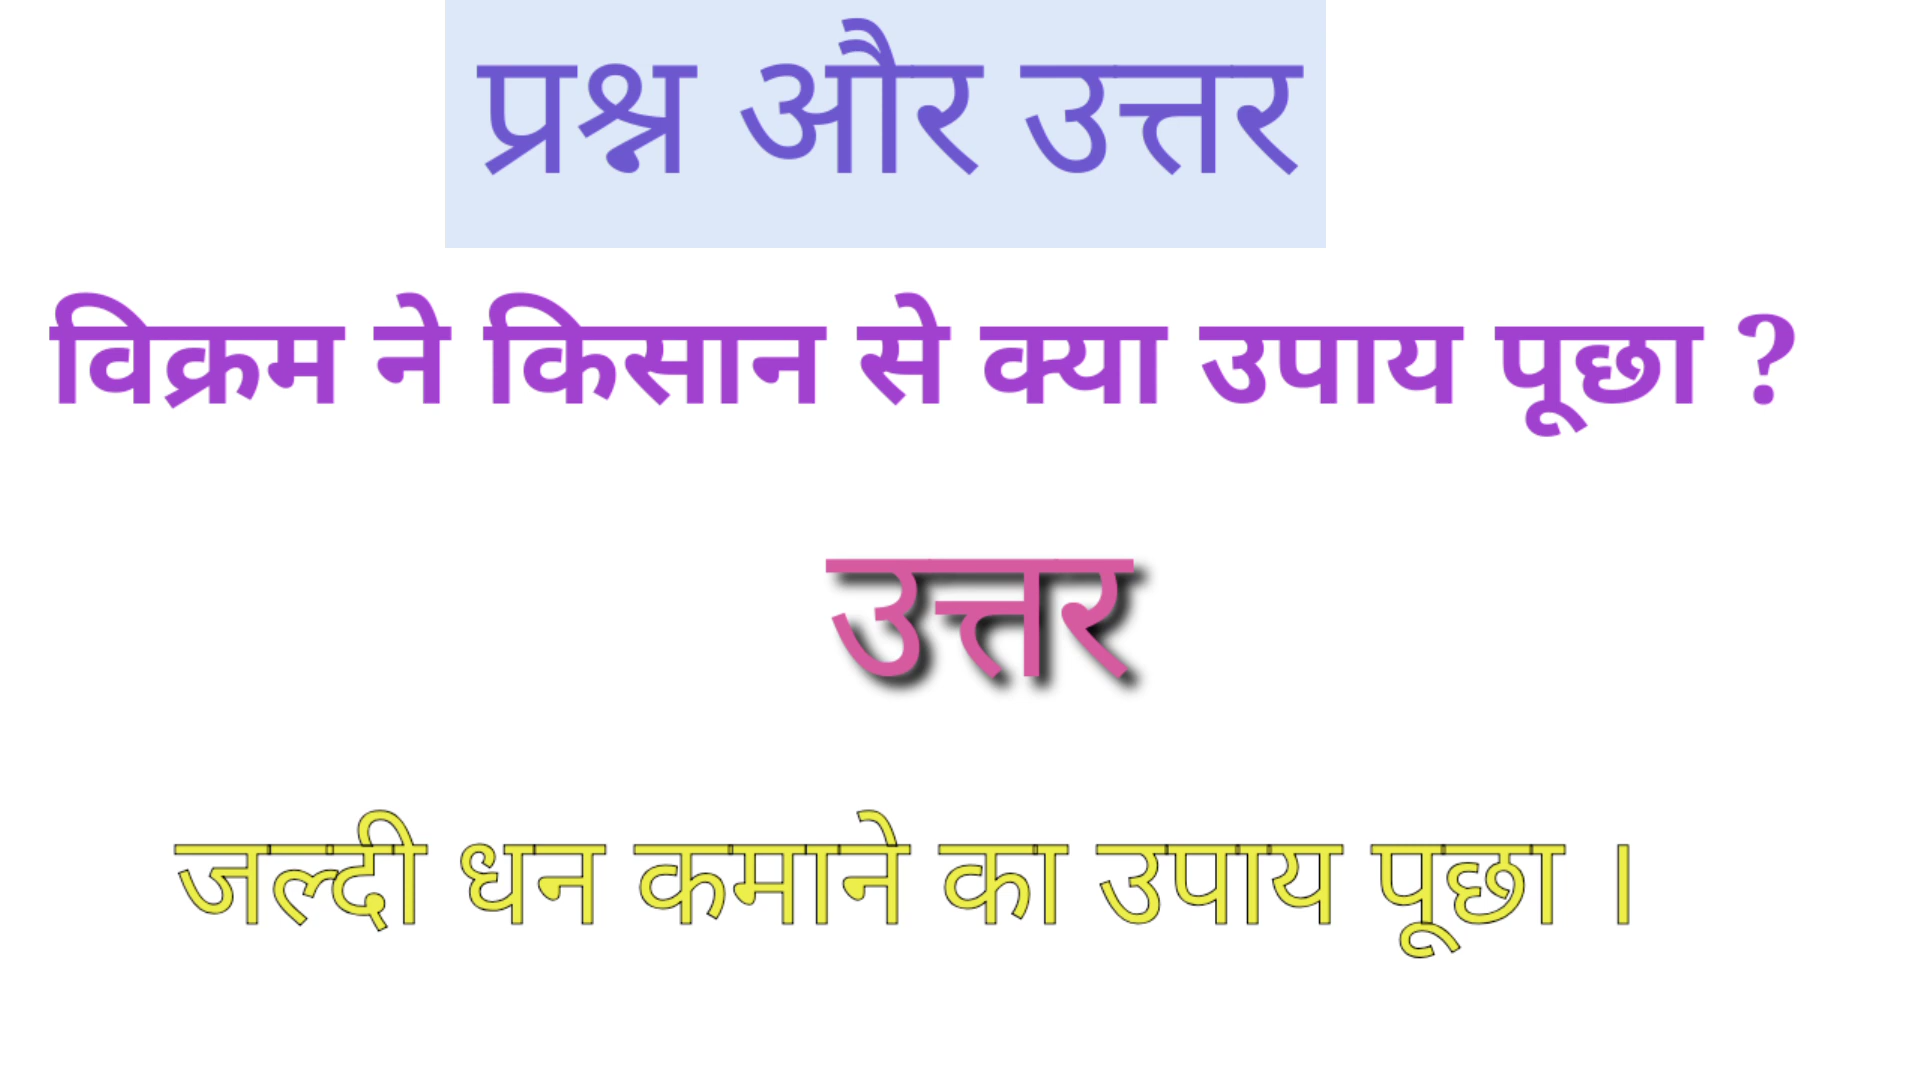 प्रश्न और उत्तर
विक्रम ने किसान से क्या उपाय पूछा ?
उत्तर
जल्दी धन कमाने का उपाय पूछा ।